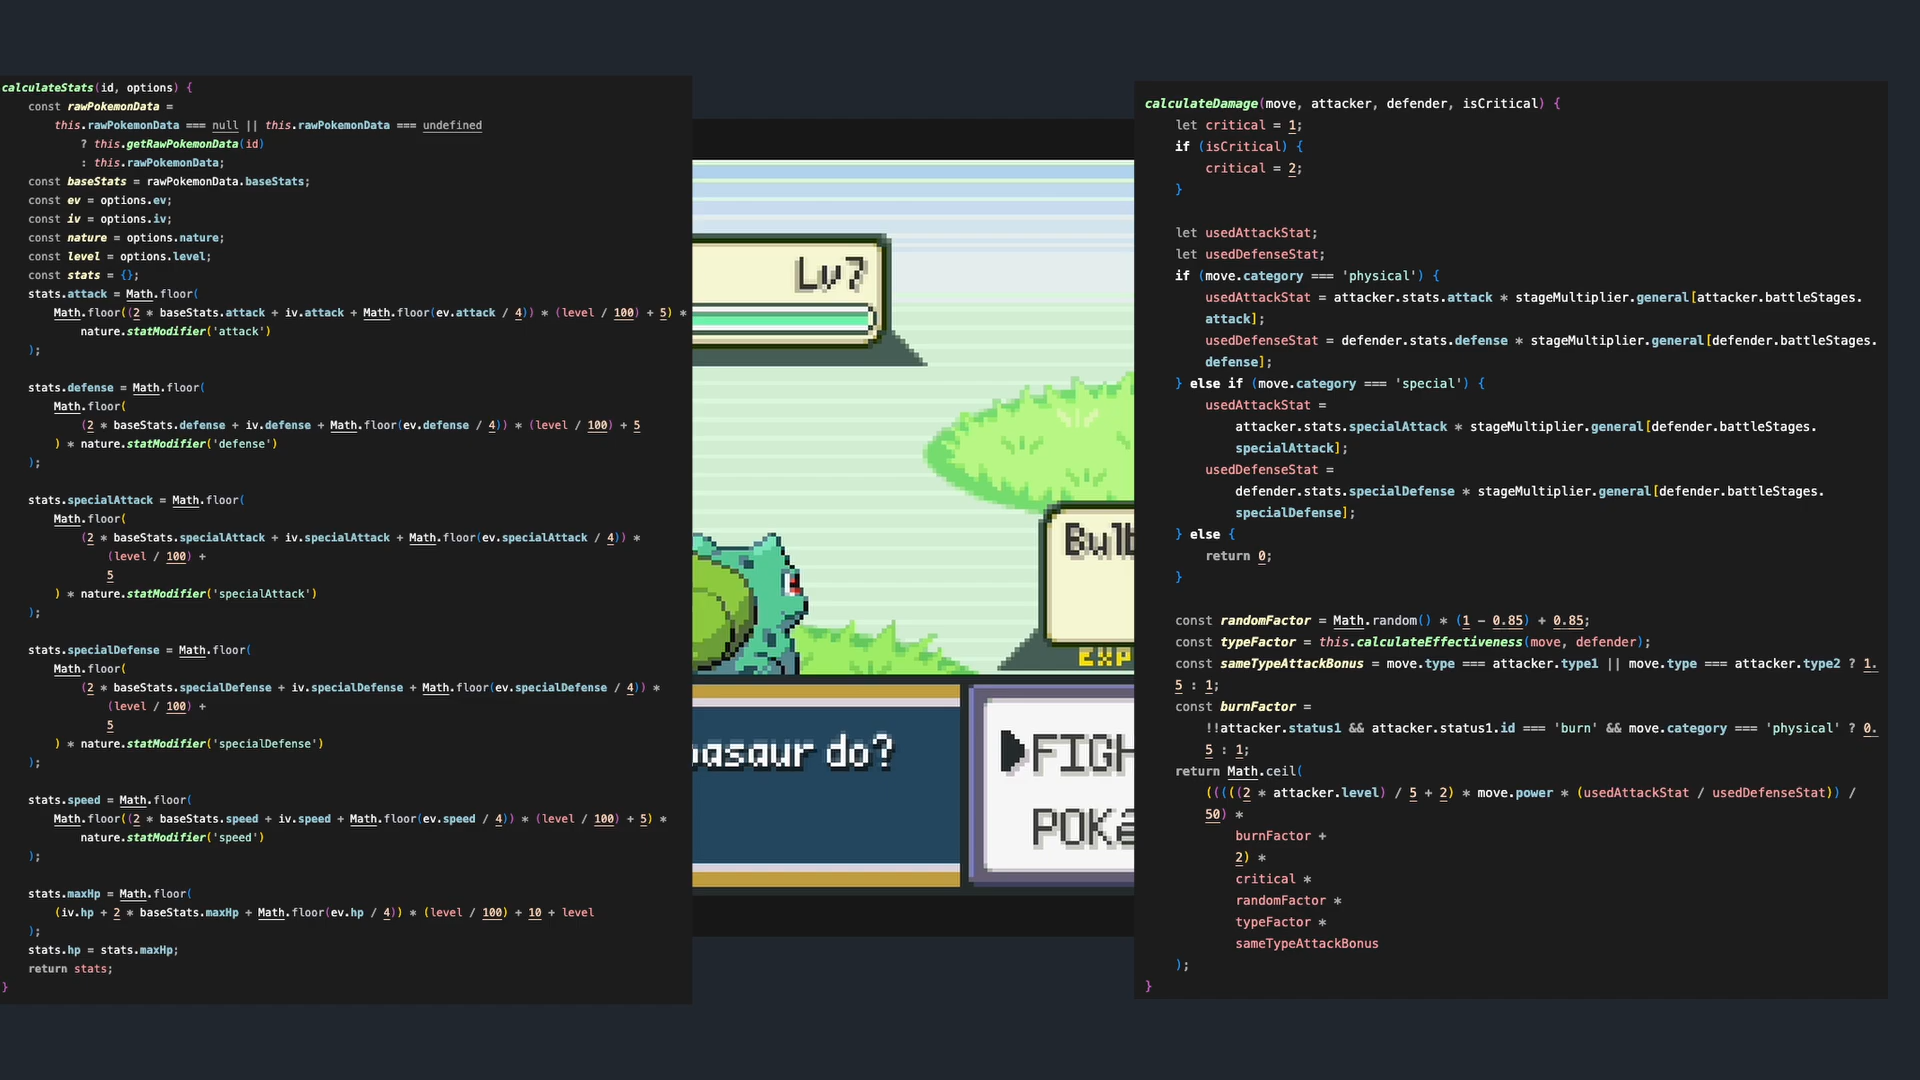 calculateStats(id, options) {
const rawPokemonData =
this.rawPokemonData === null || this.rawPokemonData === undefined
? this.getRawPokemonData(id)
: this.rawPokemonData;
const baseStats = rawPokemonData.baseStats;
const ev = options.ev;
const iv = options.iv;
const nature = options.nature;
const level = options.level;
const stats = {};
stats.attack = Math.floor(
Math.floor((2 * baseStats.attack + iv.attack + Math.floor(ev.attack / 4)) * (level / 100) + 5) *
nature.statModifier('attack')
);
stats.defense = Math.floor(
Math.floor(
(2 * baseStats.defense + iv.defense + Math.floor(ev.defense / 4)) * (level / 100) + 5
) * nature.statModifier('defense')
);
stats.specialAttack = Math.floor(
Math.floor(
(2 * baseStats.specialAttack + iv.specialAttack + Math.floor(ev.specialAttack / 4)) *
(level / 100) +
5
) * nature.statModifier('specialAttack')
);
stats.specialDefense = Math.floor(
Math.floor(
(2 * baseStats.specialDefense + iv.specialDefense + Math.floor(ev.specialDefense / 4)) *
(level / 100) +
5
) * nature.statModifier('specialDefense')
);
stats.speed = Math.floor(
Math.floor((2 * baseStats.speed + iv.speed + Math.floor(ev.speed / 4)) * (level / 100) + 5) *
nature.statModifier('speed')
);
stats.maxHp = Math.floor(
(iv.hp + 2 * baseStats.maxHp + Math.floor(ev.hp / 4)) * (level / 100) + 10 + level
);
stats.hp = stats.maxHp;
return stats;
}
Lv7
Bulb
EXP
basaur do?
FIGH
POKé
calculateDamage(move, attacker, defender, isCritical) {
let critical = 1;
if (isCritical) {
critical = 2;
}
let usedAttackStat;
let usedDefenseStat;
if (move.category === 'physical') {
usedAttackStat = attacker.stats.attack * stageMultiplier.general[attacker.battleStages.
attack];
usedDefenseStat = defender.stats.defense * stageMultiplier.general[defender.battleStages.
defense];
} else if (move.category === 'special') {
usedAttackStat =
attacker.stats.specialAttack * stageMultiplier.general[defender.battleStages.
specialAttack];
usedDefenseStat =
defender.stats.specialDefense * stageMultiplier.general[defender.battleStages.
specialDefense];
} else {
return 0;
}
const randomFactor = Math.random() * (1 - 0.85) + 0.85;
const typeFactor = this.calculateEffectiveness(move, defender);
const sameTypeAttackBonus = move.type === attacker.type1 || move.type === attacker.type2 ? 1.
5 : 1;
const burnFactor =
!!attacker.status1 && attacker.status1.id === 'burn' && move.category === 'physical' ? 0.
5 : 1;
return Math.ceil(
(((((2 * attacker.level) / 5 + 2) * move.power * (usedAttackStat / usedDefenseStat)) /
50) *
burnFactor +
2) *
critical *
randomFactor *
typeFactor *
sameTypeAttackBonus
);
}